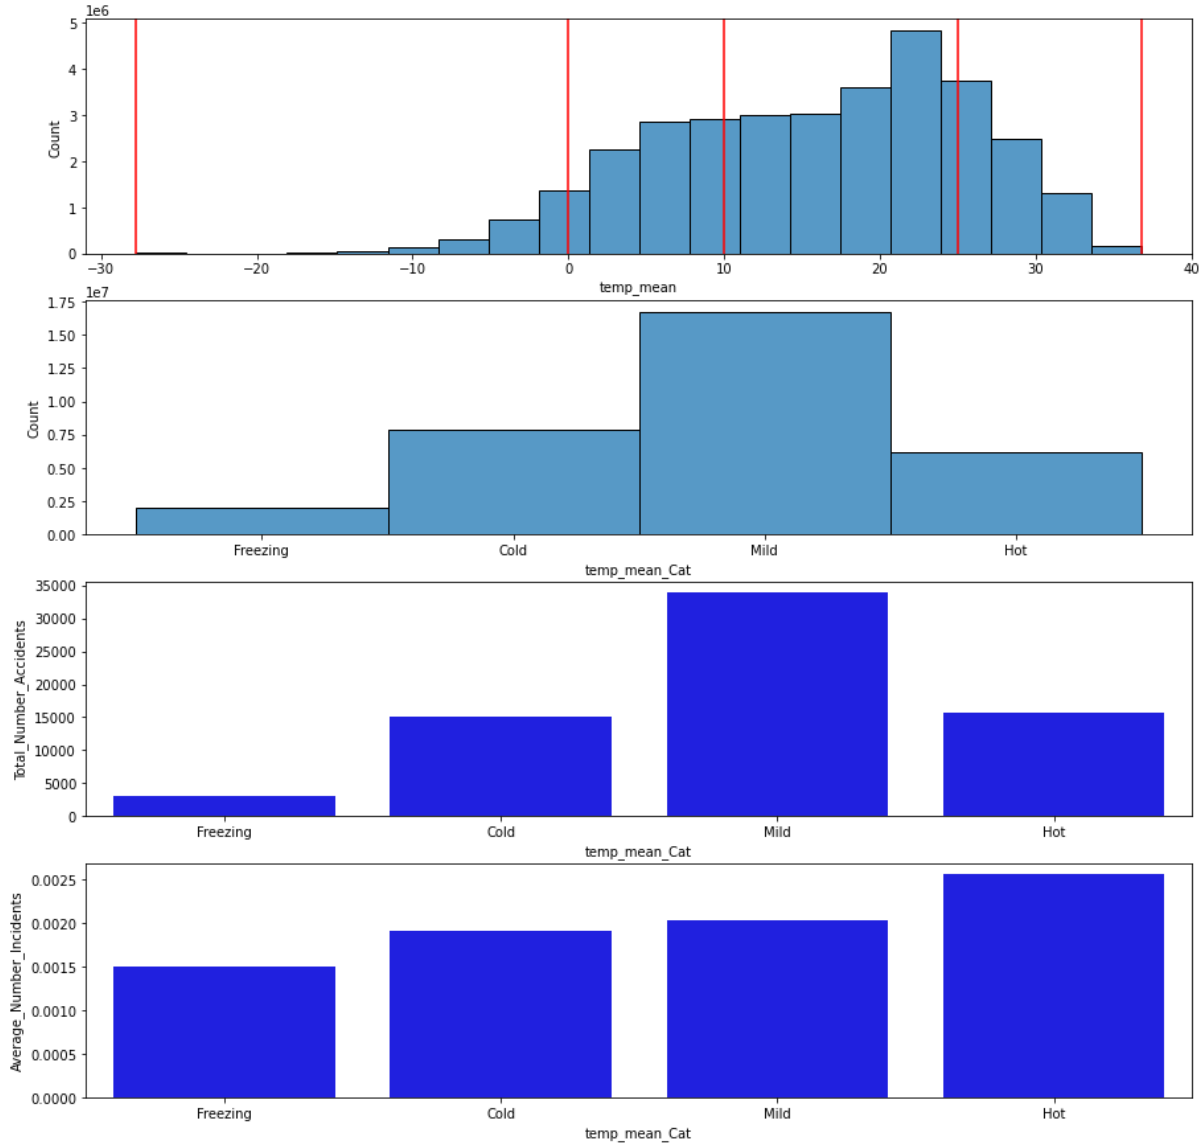 1e6
5
4
3
2
1
0
Count
−30 −20 −10 0 10 20 30 40
temp_mean
1e7
1.75
1.50
1.25
1.00
0.75
0.50
0.25
0.00
Count
Freezing Cold Mild Hot
temp_mean_Cat
35000
30000
25000
20000
15000
10000
5000
0
Total_Number_Accidents
Freezing Cold Mild Hot
temp_mean_Cat
0.0025
0.0020
0.0015
0.0010
0.0005
0.0000
Average_Number_Incidents
Freezing Cold Mild Hot
temp_mean_Cat